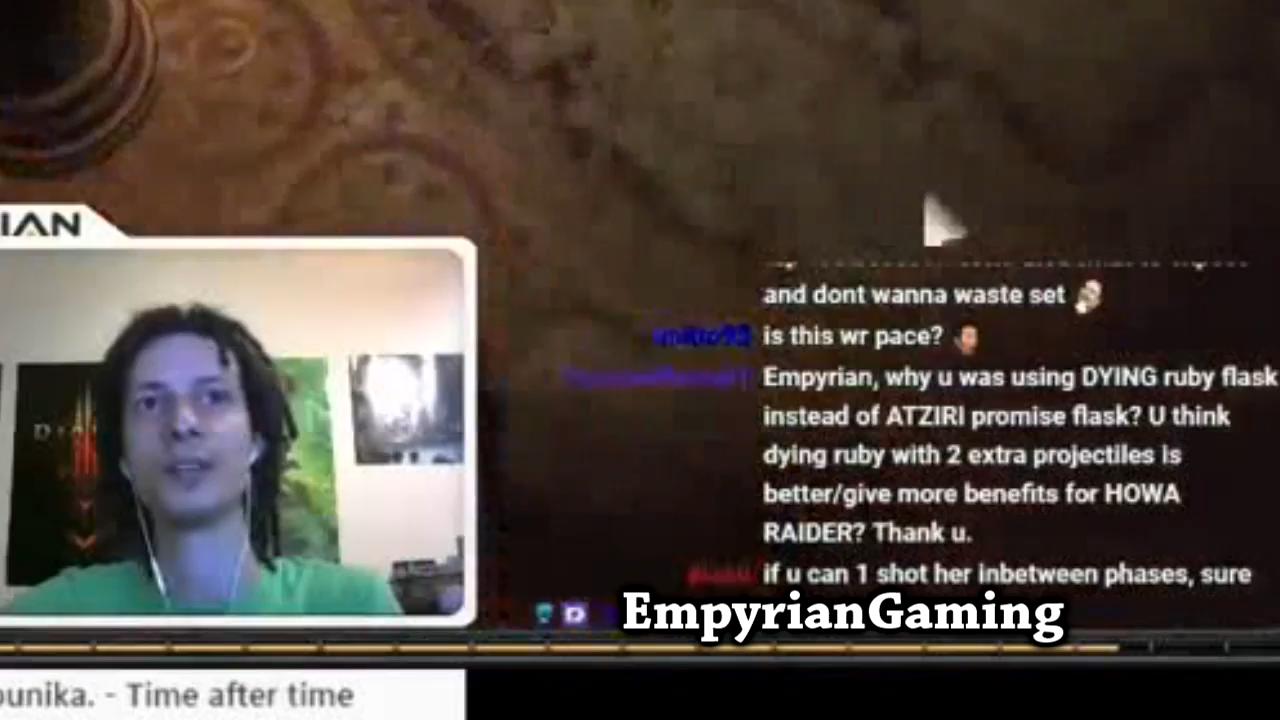 IAN
and dont wanna waste set
is this wr pace?
Empyrian, why u was using DYING ruby flask
instead of ATZIRI promise flask? U think
dying ruby with 2 extra projectiles is
better/give more benefits for HOWA
RAIDER? Thank u.
if u can 1 shot her inbetween phases, sure
EmpyrianGaming
ounika. - Time after time